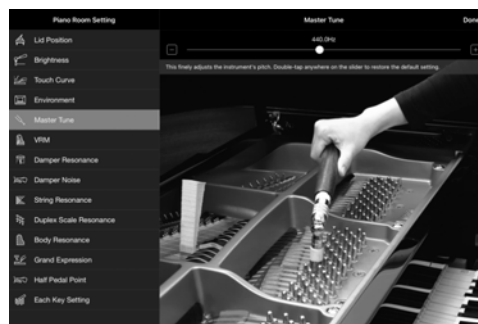 Piano Room Setting
Master Tune
Done
Lid Position
Brightness
Touch Curve
Environment
Master Tune
VRM
Damper Resonance
Damper Noise
String Resonance
Duplex Scale Resonance
Body Resonance
Grand Expression
Half Pedal Point
Each Key Setting
440.0Hz
This finely adjusts the instrument's pitch. Double-tap anywhere on the slider to restore the default setting.